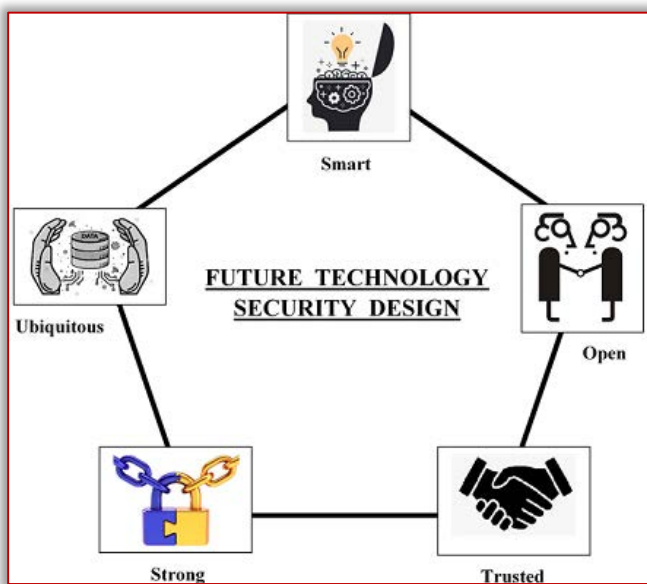 Smart
DATA
FUTURE TECHNOLOGY
SECURITY DESIGN
Ubiquitous
Open
Strong
Trusted